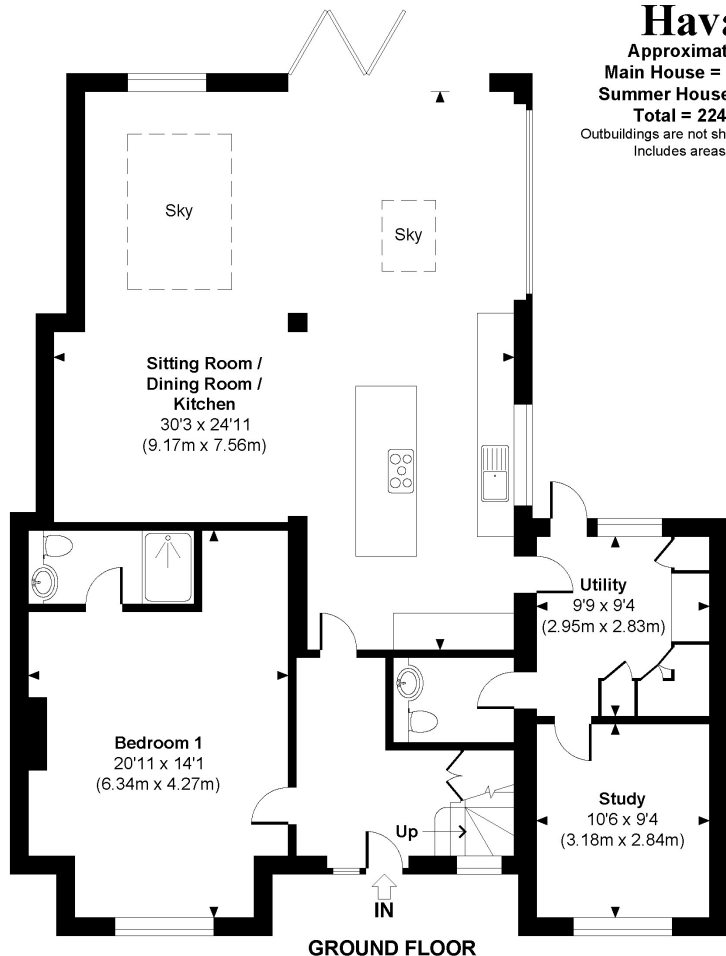 Hava
Approximat
Main House =
Summer House
Total = 224
Outbuildings are not sh
Includes areas
Sky
Sky
Sitting Room /
Dining Room /
Kitchen
30'3 x 24'11
(9.17m x 7.56m)
Utility
9'9 x 9'4
(2.95m x 2.83m)
Bedroom 1
20'11 x 14'1
(6.34m x 4.27m)
Study
10'6 x 9'4
(3.18m x 2.84m)
Up
IN
GROUND FLOOR